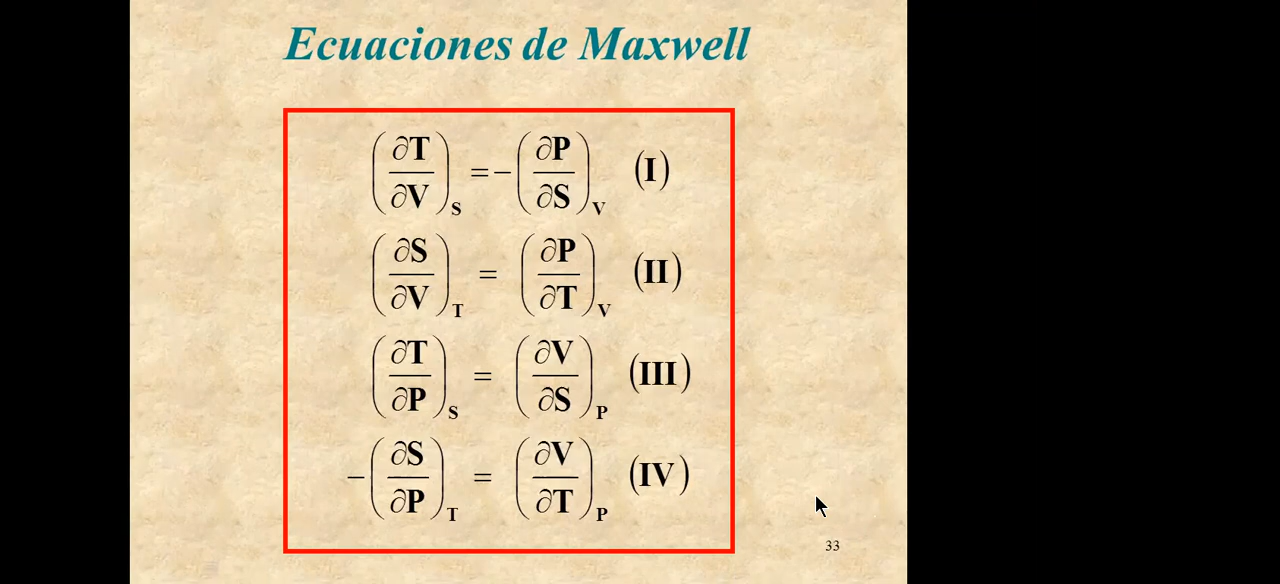 Ecuaciones de Maxwell
(∂T/∂V)_S = −(∂P/∂S)_V (I)
(∂S/∂V)_T = (∂P/∂T)_V (II)
(∂T/∂P)_S = (∂V/∂S)_P (III)
−(∂S/∂P)_T = (∂V/∂T)_P (IV)
33